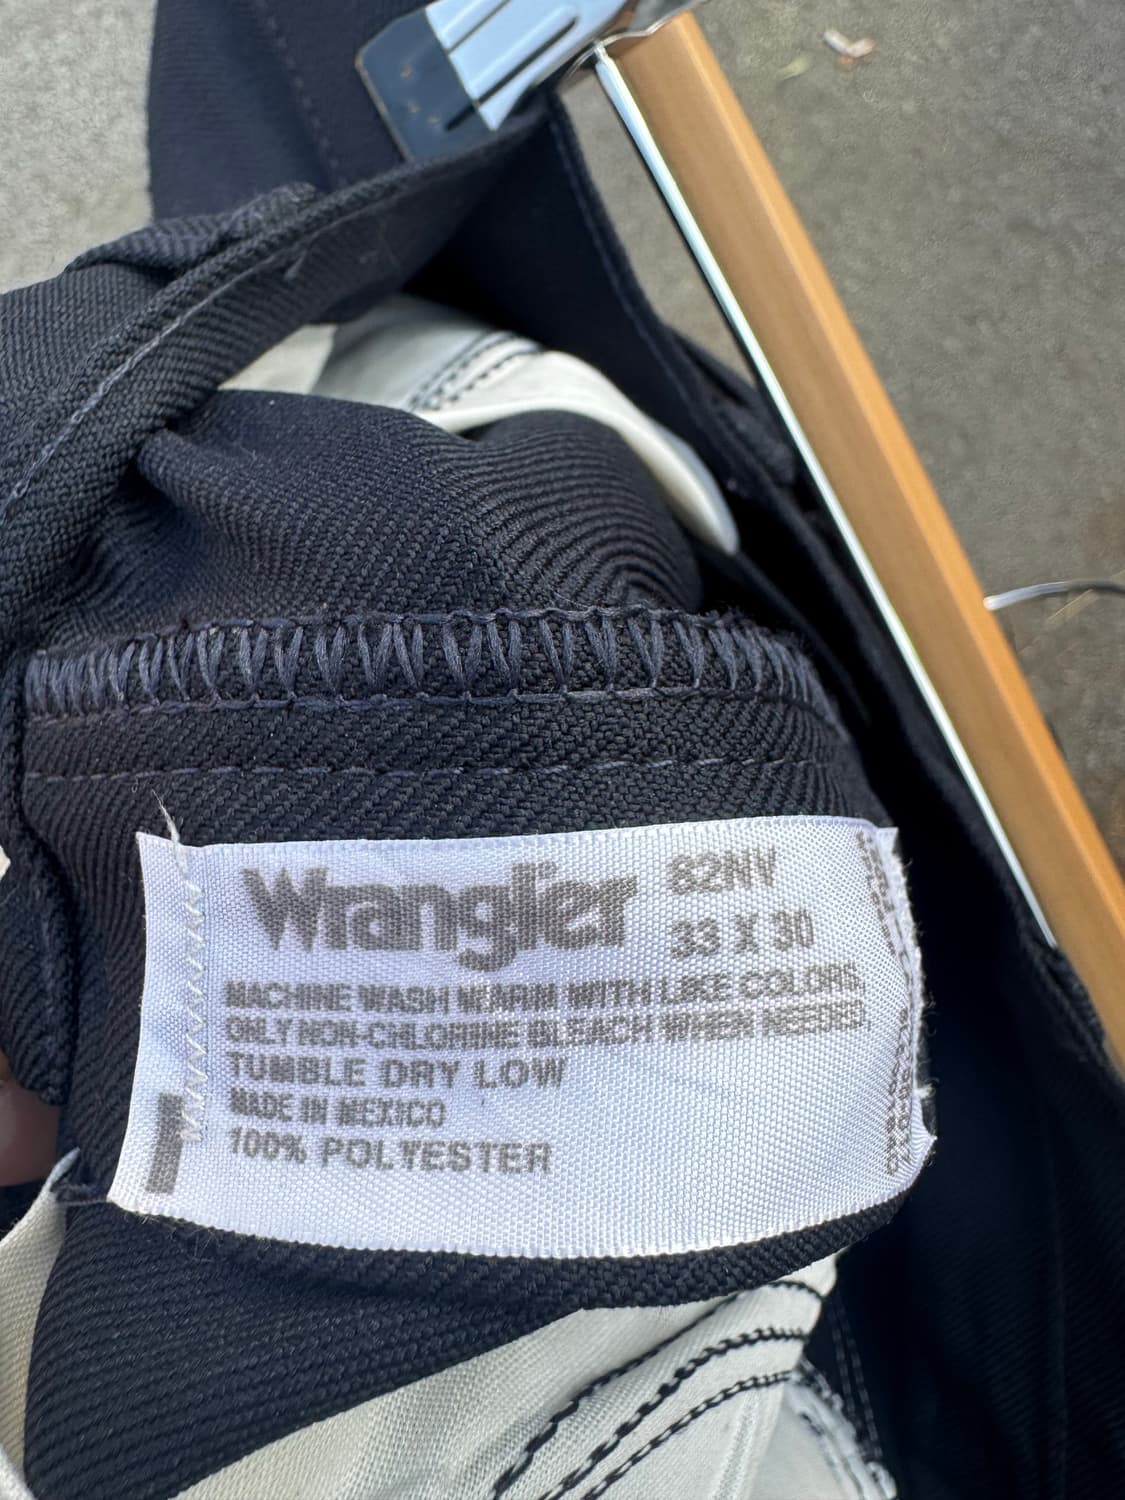 Wrangler
82NV
33 X 30
MACHINE WASH WARM WITH LIKE COLORS.
ONLY NON-CHLORINE BLEACH WHEN NEEDED.
TUMBLE DRY LOW
MADE IN MEXICO
100% POLYESTER